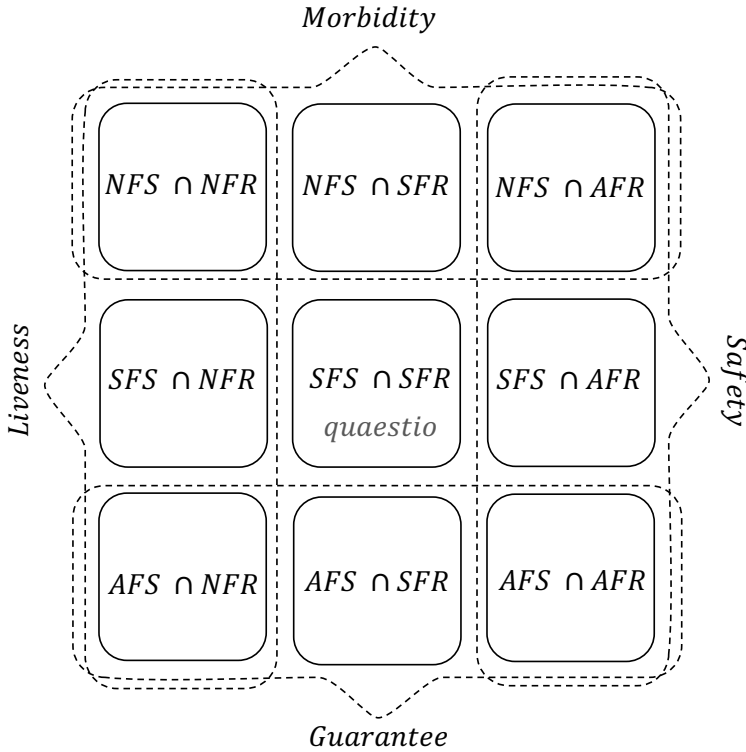 Morbidity
NFS ∩ NFR
NFS ∩ SFR
NFS ∩ AFR
Liveness
SFS ∩ NFR
SFS ∩ SFR
quaestio
SFS ∩ AFR
Safety
AFS ∩ NFR
AFS ∩ SFR
AFS ∩ AFR
Guarantee